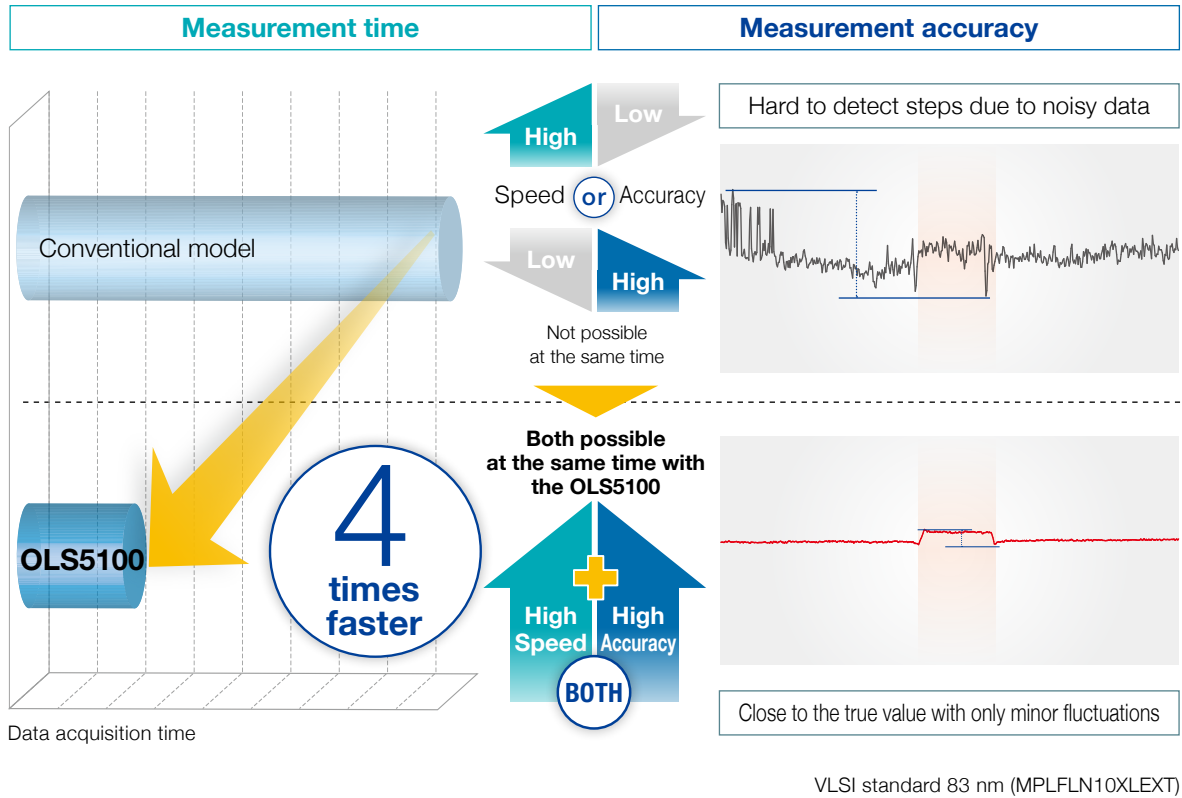 Measurement time
Measurement accuracy
Conventional model
OLS5100
4
times
faster
Data acquisition time
High
Low
Speed or Accuracy
Low
High
Not possible
at the same time
Both possible
at the same time with
the OLS5100
High
Speed
High
Accuracy
BOTH
Hard to detect steps due to noisy data
Close to the true value with only minor fluctuations
VLSI standard 83 nm (MPLFLN10XLEXT)